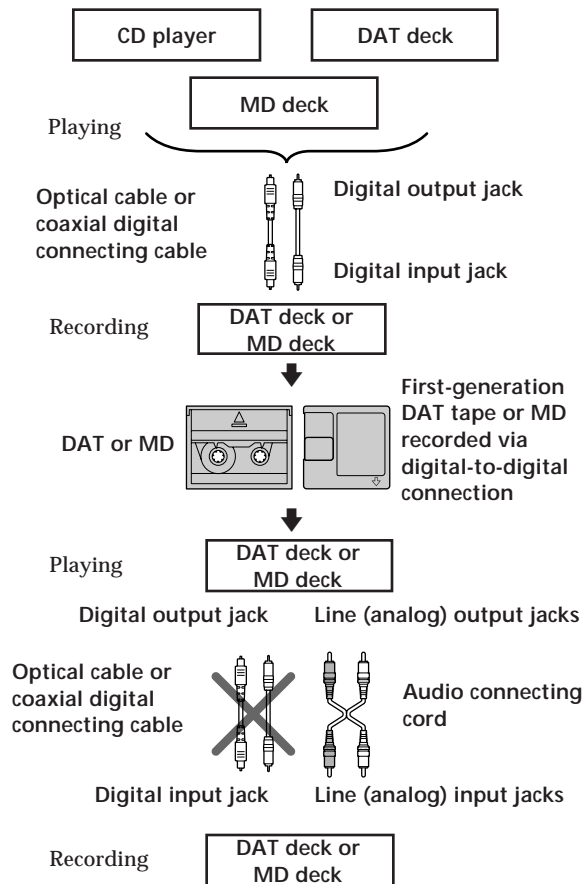 CD player
DAT deck
MD deck
Playing
Optical cable or
coaxial digital
connecting cable
Digital output jack
Digital input jack
Recording
DAT deck or
MD deck
DAT or MD
First-generation
DAT tape or MD
recorded via
digital-to-digital
connection
Playing
DAT deck or
MD deck
Digital output jack
Line (analog) output jacks
Optical cable or
coaxial digital
connecting cable
Audio connecting
cord
Digital input jack
Line (analog) input jacks
Recording
DAT deck or
MD deck